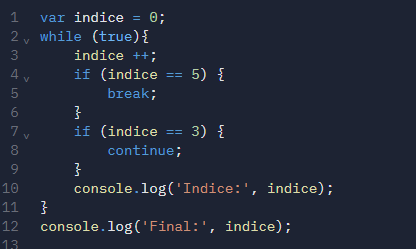 1 var indice = 0;
2 while (true){
3     indice ++;
4     if (indice == 5) {
5         break;
6     }
7     if (indice == 3) {
8         continue;
9     }
10     console.log('Indice:', indice);
11 }
12 console.log('Final:', indice);
13